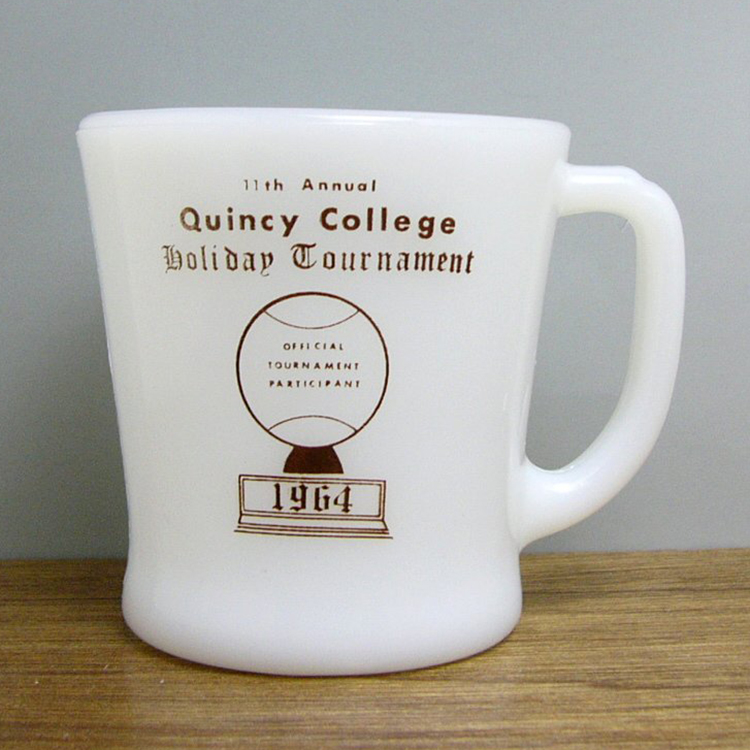 11th Annual
Quincy College
Holiday Tournament
OFFICIAL
TOURNAMENT
PARTICIPANT
1964